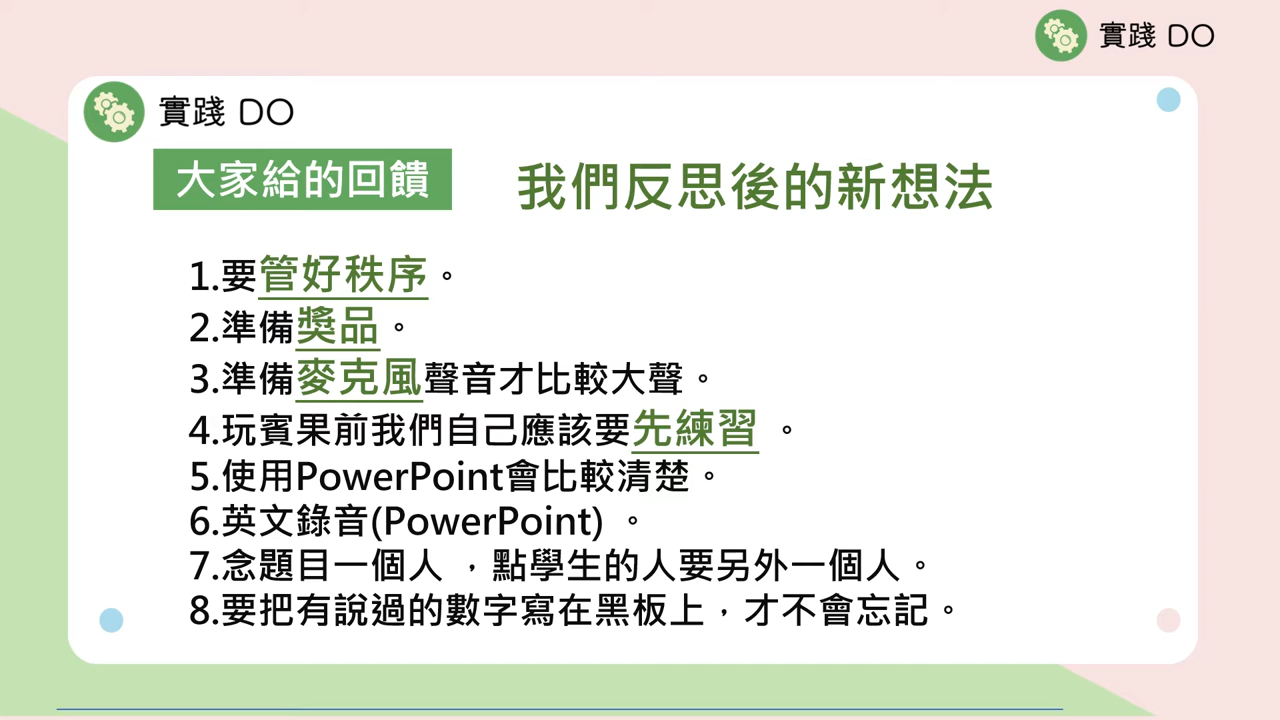 實踐 DO
實踐 DO
大家給的回饋
我們反思後的新想法
1.要管好秩序。
2.準備獎品。
3.準備麥克風聲音才比較大聲。
4.玩賓果前我們自己應該要先練習 。
5.使用PowerPoint會比較清楚。
6.英文錄音(PowerPoint) 。
7.念題目一個人 ，點學生的人要另外一個人。
8.要把有說過的數字寫在黑板上，才不會忘記。